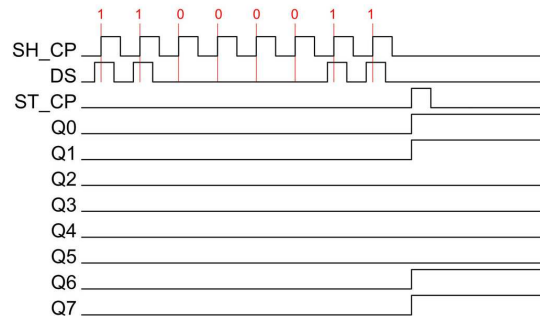 1 1 0 0 0 0 1 1
SH_CP
DS
ST_CP
Q0
Q1
Q2
Q3
Q4
Q5
Q6
Q7